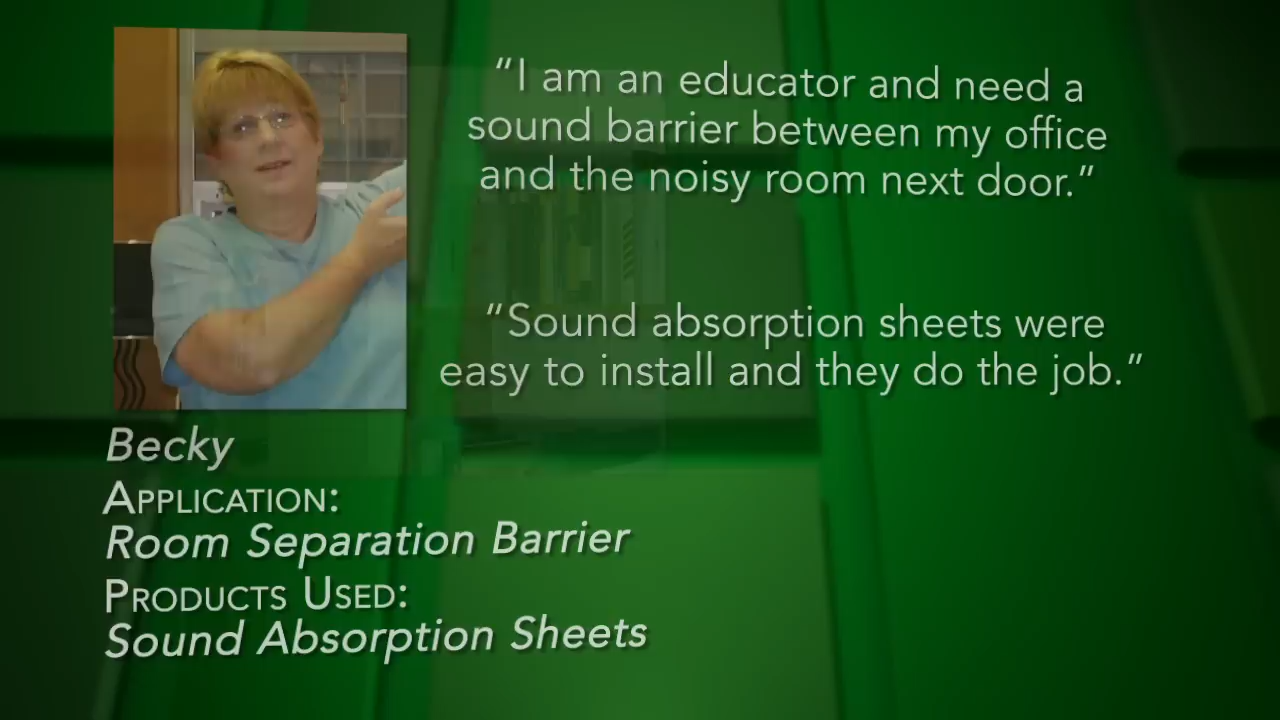 “I am an educator and need a
sound barrier between my office
and the noisy room next door.”
“Sound absorption sheets were
easy to install and they do the job.”
Becky
APPLICATION:
Room Separation Barrier
PRODUCTS USED:
Sound Absorption Sheets